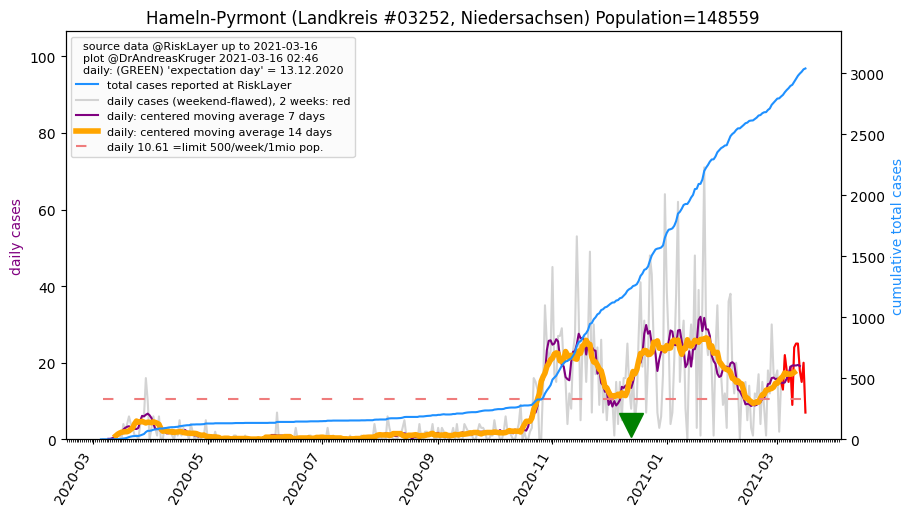 Hameln-Pyrmont (Landkreis #03252, Niedersachsen) Population=148559
source data @RiskLayer up to 2021-03-16
plot @DrAndreasKruger 2021-03-16 02:46
daily: (GREEN) 'expectation day' = 13.12.2020
total cases reported at RiskLayer
daily cases (weekend-flawed), 2 weeks: red
daily: centered moving average 7 days
daily: centered moving average 14 days
daily 10.61 =limit 500/week/1mio pop.
daily cases
100
80
60
40
20
0
cumulative total cases
3000
2500
2000
1500
1000
500
0
2020-03
2020-05
2020-07
2020-09
2020-11
2021-01
2021-03